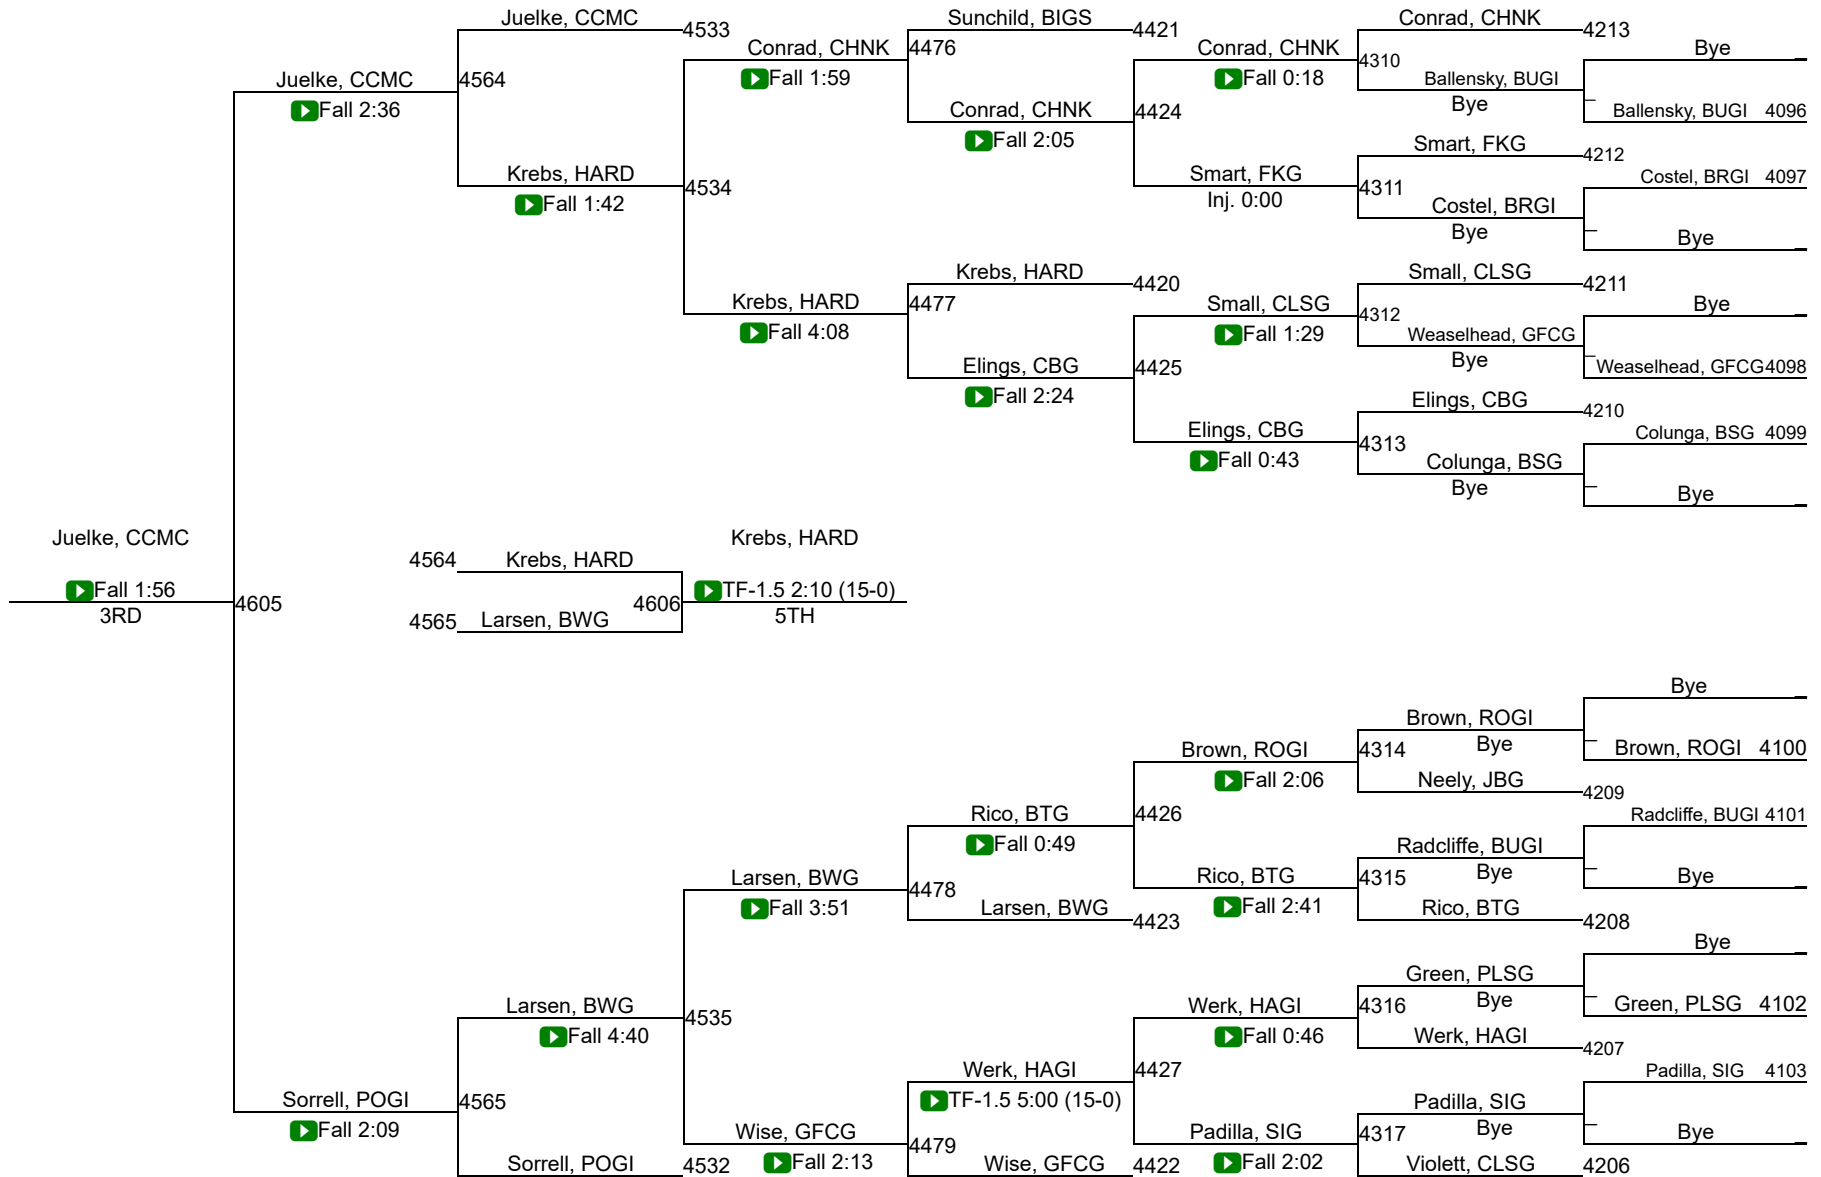 Juelke, CCMC
4533
Sunchild, BIGS
4421
Conrad, CHNK
4213
Conrad, CHNK
4476
Conrad, CHNK
4310
Bye
_
Juelke, CCMC
4564
Fall 1:59
Fall 0:18
Ballensky, BUGI
Bye
_
Ballensky, BUGI 4096
Fall 2:36
Conrad, CHNK
4424
Fall 2:05
Smart, FKG
4212
Krebs, HARD
4534
Smart, FKG
4311
Costel, BRGI 4097
Fall 1:42
Inj. 0:00
Costel, BRGI
Bye
_
Bye
_
Krebs, HARD
4420
Small, CLSG
4211
Krebs, HARD
4477
Small, CLSG
4312
Bye
_
Fall 4:08
Fall 1:29
Weaselhead, GFCG
Bye
_
Weaselhead, GFCG4098
Elings, CBG
4425
Fall 2:24
Elings, CBG
4210
Elings, CBG
4313
Colunga, BSG 4099
Fall 0:43
Colunga, BSG
Bye
_
Bye
_
Juelke, CCMC
Krebs, HARD
4564
Krebs, HARD
Fall 1:56
4605
4606
TF-1.5 2:10 (15-0)
3RD
4565
Larsen, BWG
5TH
Bye
_
Brown, ROGI
Bye
_
Brown, ROGI
4314
Brown, ROGI 4100
Fall 2:06
Neely, JBG
4209
Rico, BTG
4426
Radcliffe, BUGI 4101
Fall 0:49
Radcliffe, BUGI
Bye
_
Larsen, BWG
4478
Rico, BTG
4315
Bye
_
Fall 3:51
Larsen, BWG
4423
Fall 2:41
Rico, BTG
4208
Bye
_
Green, PLSG
Bye
_
Larsen, BWG
4535
Werk, HAGI
4316
Green, PLSG 4102
Fall 4:40
Fall 0:46
Werk, HAGI
4207
Werk, HAGI
4427
Padilla, SIG 4103
Sorrell, POGI
4565
TF-1.5 5:00 (15-0)
Padilla, SIG
Bye
_
Fall 2:09
Wise, GFCG
4479
Padilla, SIG
4317
Bye
_
Sorrell, POGI
4532
Fall 2:13
Wise, GFCG
4422
Fall 2:02
Violett, CLSG
4206